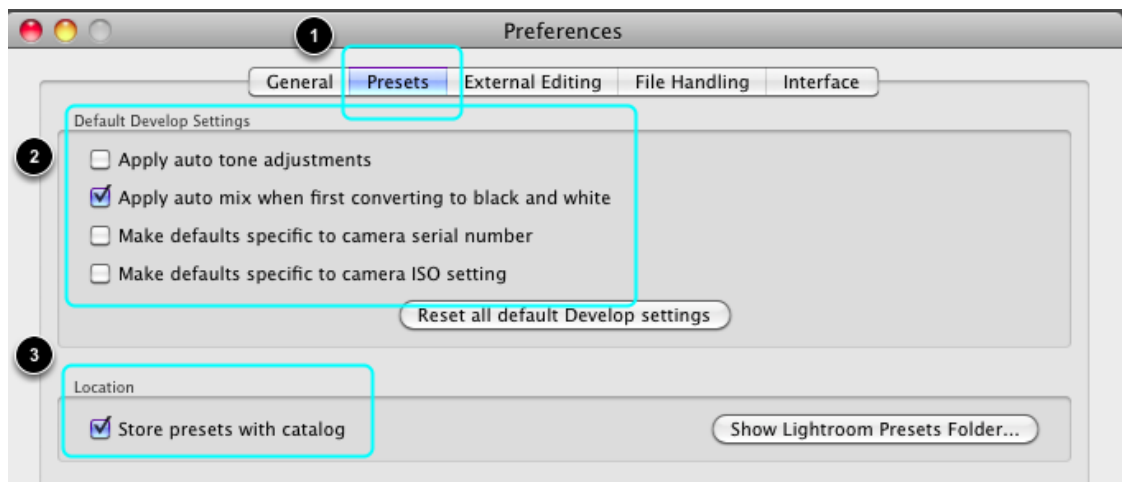 1
Preferences
General Presets External Editing File Handling Interface
Default Develop Settings
2
Apply auto tone adjustments
Apply auto mix when first converting to black and white
Make defaults specific to camera serial number
Make defaults specific to camera ISO setting
Reset all default Develop settings
3
Location
Store presets with catalog
Show Lightroom Presets Folder...